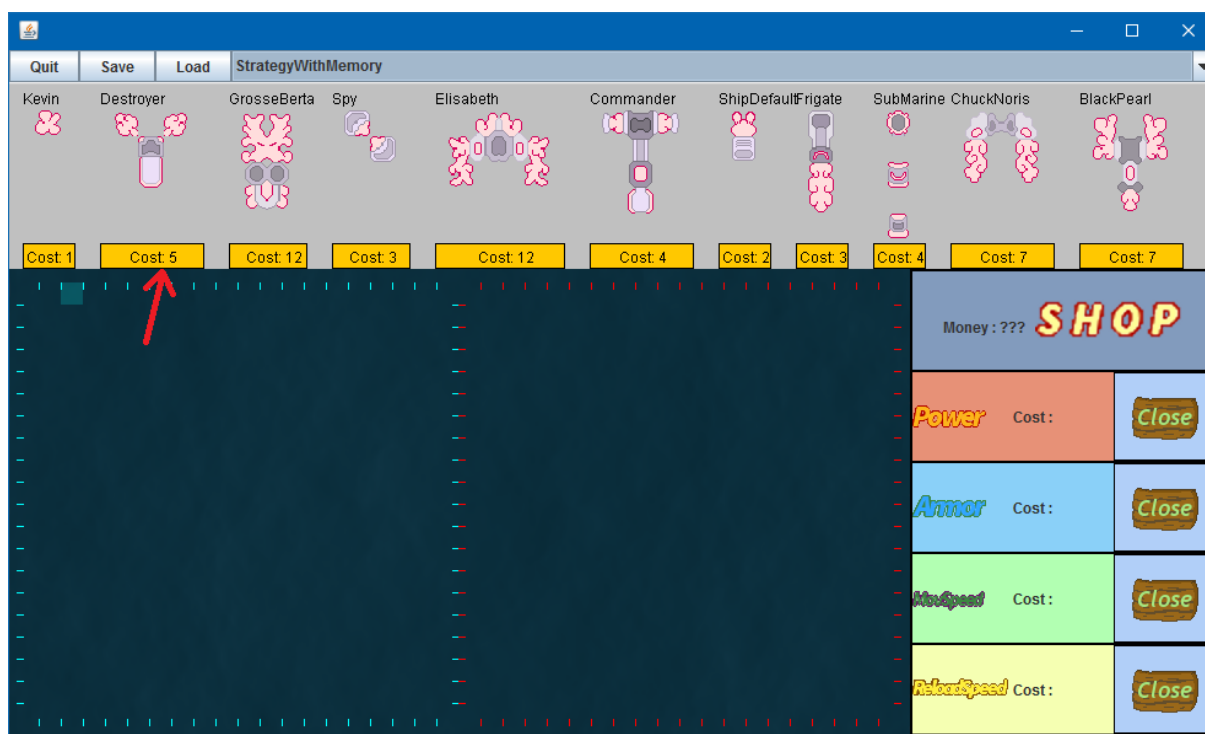 Quit Save Load StrategyWithMemory
Kevin Destroyer GrosseBerta Spy Elisabeth Commander ShipDefaultFrigate SubMarine ChuckNoris BlackPearl
Cost: 1 Cost: 5 Cost: 12 Cost: 3 Cost: 12 Cost: 4 Cost: 2 Cost: 3 Cost: 4 Cost: 7 Cost: 7
Money : ??? SHOP
Power Cost : Close
Armor Cost : Close
MovSpeed Cost : Close
ReloadSpeed Cost : Close